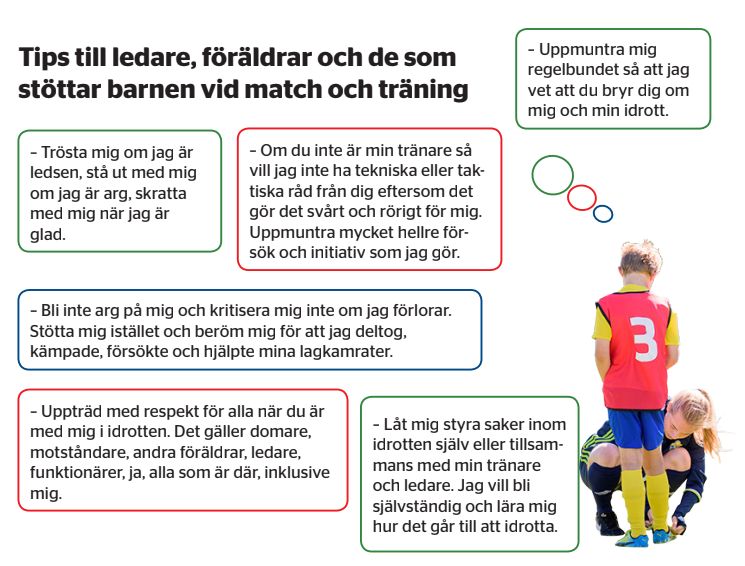 Tips till ledare, föräldrar och de som
stöttar barnen vid match och träning
– Uppmuntra mig
regelbundet så att jag
vet att du bryr dig om
mig och min idrott.
– Trösta mig om jag är
ledsen, stå ut med mig
om jag är arg, skratta
med mig när jag är
glad.
– Om du inte är min tränare så
vill jag inte ha tekniska eller tak-
tiska råd från dig eftersom det
gör det svårt och rörigt för mig.
Uppmuntra mycket hellre för-
sök och initiativ som jag gör.
– Bli inte arg på mig och kritisera mig inte om jag förlorar.
Stötta mig istället och beröm mig för att jag deltog,
kämpade, försökte och hjälpte mina lagkamrater.
– Uppträd med respekt för alla när du är
med mig i idrotten. Det gäller domare,
motståndare, andra föräldrar, ledare,
funktionärer, ja, alla som är där, inklusive
mig.
– Låt mig styra saker inom
idrotten själv eller tillsam-
mans med min tränare
och ledare. Jag vill bli
självständig och lära mig
hur det går till att idrotta.
3